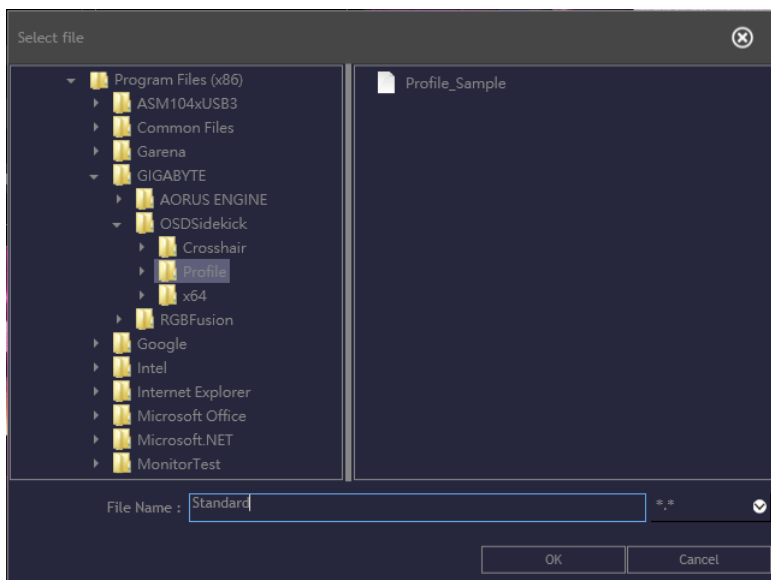 Select file
Program Files (x86)
ASM104xUSB3
Common Files
Garena
GIGABYTE
AORUS ENGINE
OSDSidekick
Crosshair
Profile
x64
RGBFusion
Google
Intel
Internet Explorer
Microsoft Office
Microsoft.NET
MonitorTest
Profile_Sample
File Name : Standard *.*
OK Cancel